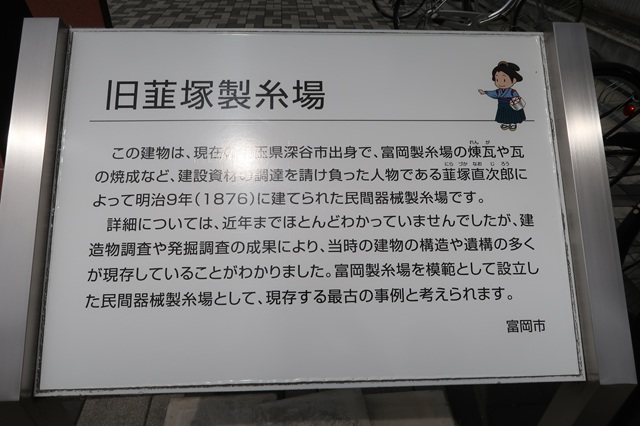 旧韮塚製糸場
この建物は、現在の埼玉県深谷市出身で、富岡製糸場の煉瓦や瓦
の焼成など、建設資材の調達を請け負った人物である韮塚直次郎に
よって明治9年(1876)に建てられた民間器械製糸場です。
詳細については、近年までほとんどわかっていませんでしたが、建
造物調査や発掘調査の成果により、当時の建物の構造や遺構の多く
が現存していることがわかりました。富岡製糸場を模範として設立し
た民間器械製糸場として、現存する最古の事例と考えられます。
富岡市